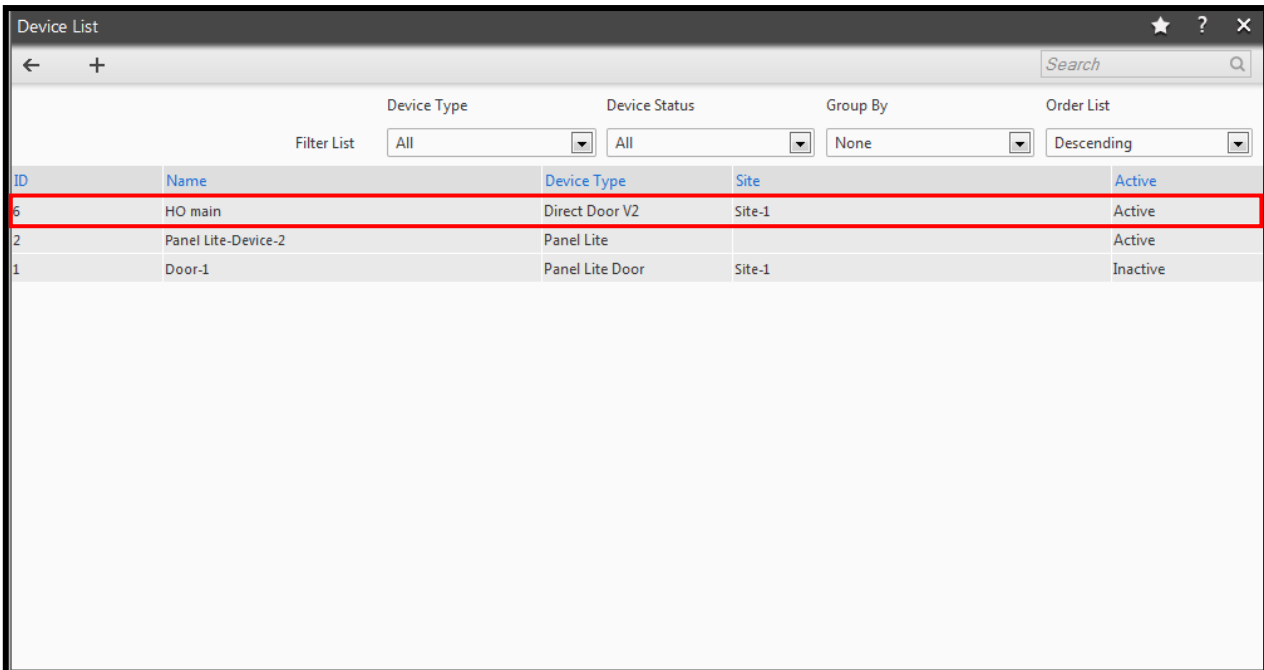 Device List ?
Search
Device Type Device Status Group By Order List
Filter List All All None Descending
ID Name Device Type Site Active
6 HO main Direct Door V2 Site-1 Active
2 Panel Lite-Device-2 Panel Lite Active
1 Door-1 Panel Lite Door Site-1 Inactive